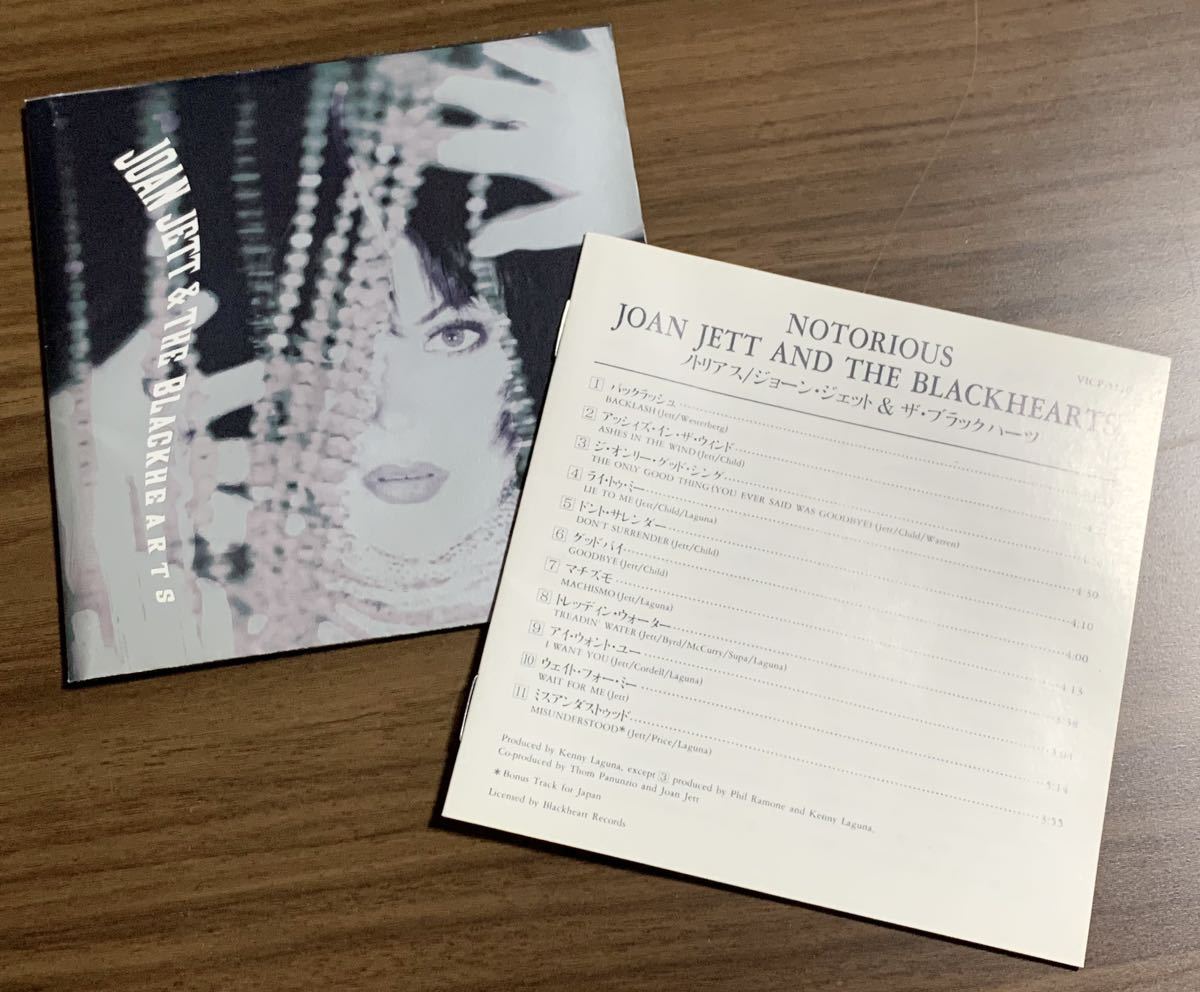 JOAN JETT & THE BLACKHEARTS
NOTORIOUS
JOAN JETT AND THE BLACKHEARTS
ノトリアス/ジョーン・ジェット & ザ・ブラックハーツ
1 バックラッシュ
BACKLASH (Jett/Westerberg)
2 アッシィズ・イン・ザ・ウィンド
ASHES IN THE WIND (Jett/Child)
3 ジ・オンリー・グッド・シング
THE ONLY GOOD THING (YOU EVER SAID WAS GOODBYE) (Jett/Child/Warren)
4 ライ・トゥ・ミー
LIE TO ME (Jett/Child/Laguna)
5 ドント・サレンダー 4:30
DON'T SURRENDER (Jett/Child)
6 グッドバイ 4:10
GOODBYE (Jett/Child)
7 マチズモ 4:00
MACHISMO (Jett/Laguna)
8 トレッディン・ウォーター 4:13
TREADIN' WATER (Jett/Byrd/McCurry/Supa/Laguna)
9 アイ・ウォント・ユー
I WANT YOU (Jett/Cordell/Laguna)
10 ウェイト・フォー・ミー
WAIT FOR ME (Jett)
11 ミスアンダストゥッド 3:55
MISUNDERSTOOD* (Jett/Price/Laguna)
Produced by Kenny Laguna, except 3 produced by Phil Ramone and Kenny Laguna.
Co-produced by Thom Panunzio and Joan Jett
* Bonus Track for Japan
Licensed by Blackheart Records